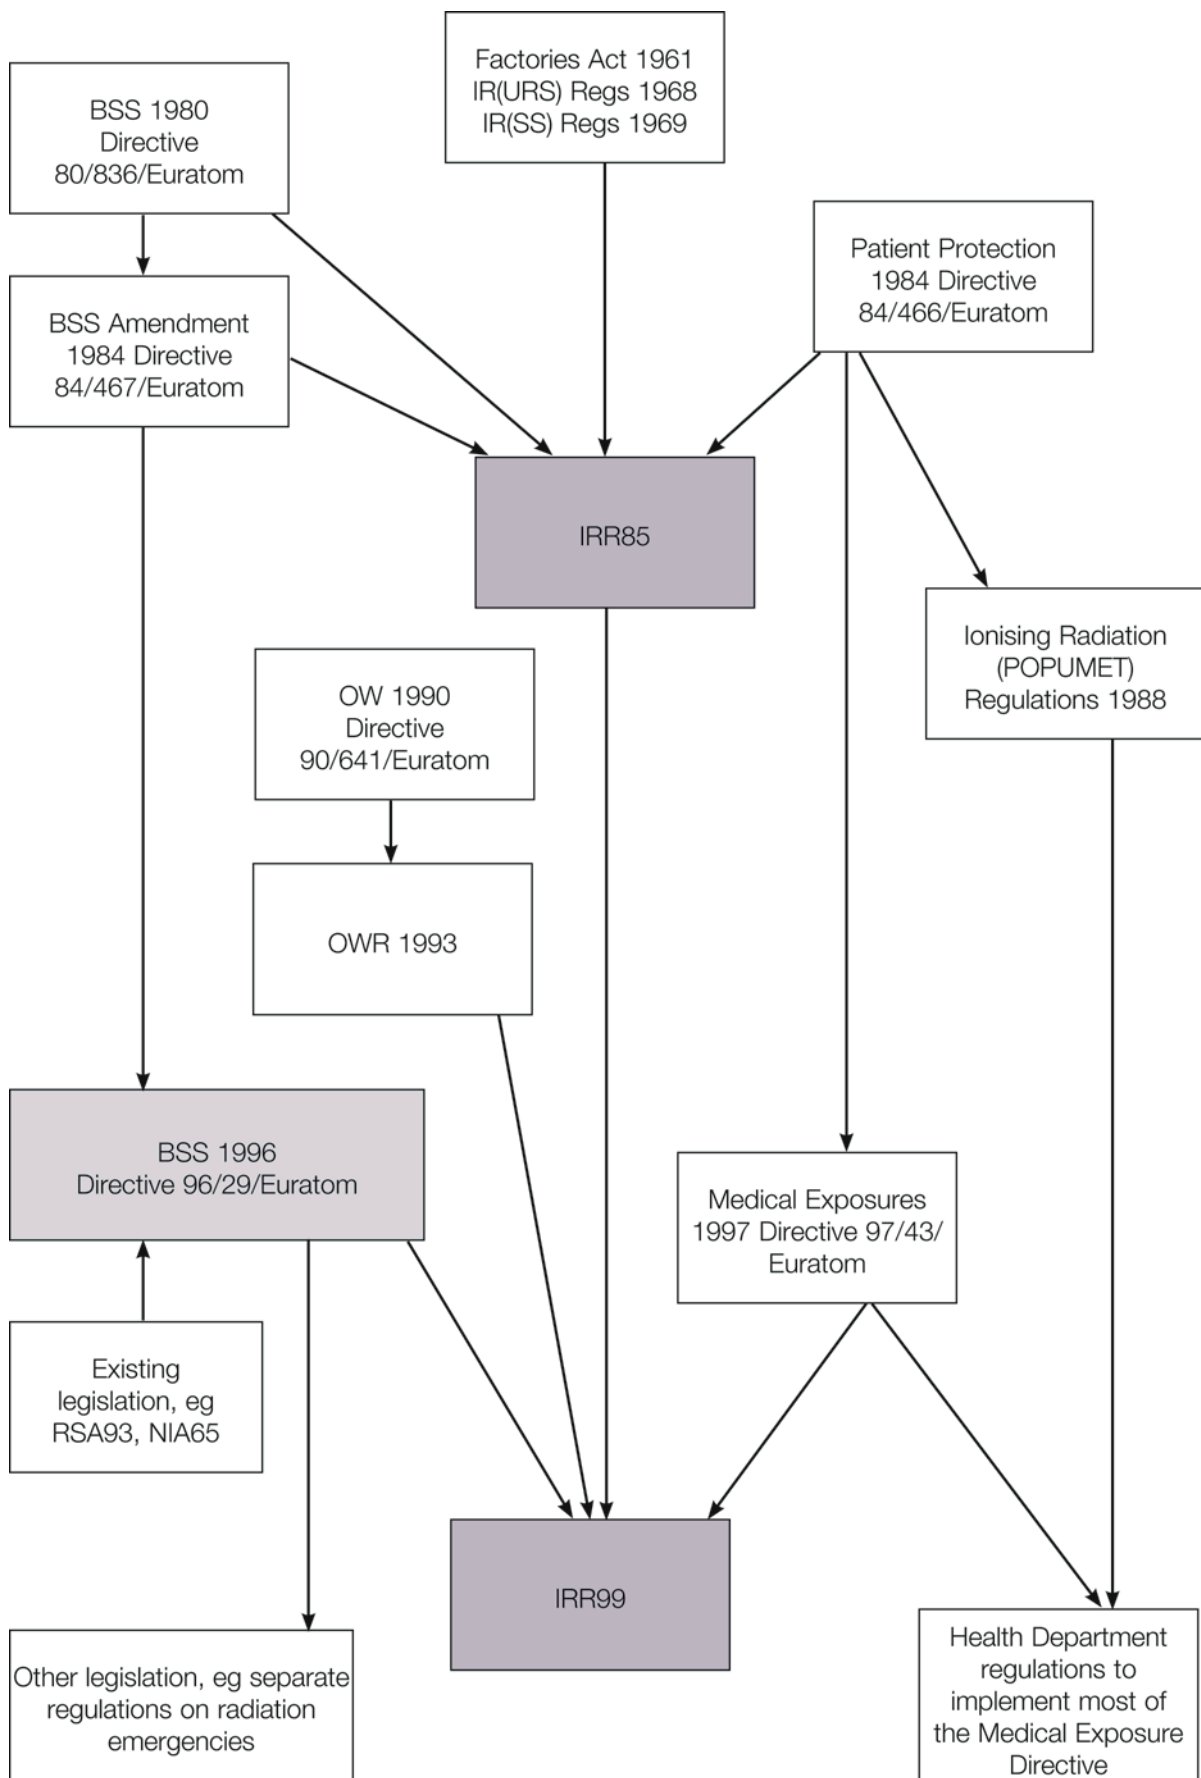 Factories Act 1961
IR(URS) Regs 1968
IR(SS) Regs 1969
BSS 1980
Directive
80/836/Euratom
Patient Protection
1984 Directive
84/466/Euratom
BSS Amendment
1984 Directive
84/467/Euratom
IRR85
Ionising Radiation
(POPUMET)
Regulations 1988
OW 1990
Directive
90/641/Euratom
OWR 1993
BSS 1996
Directive 96/29/Euratom
Medical Exposures
1997 Directive 97/43/
Euratom
Existing
legislation, eg
RSA93, NIA65
IRR99
Other legislation, eg separate
regulations on radiation
emergencies
Health Department
regulations to
implement most of
the Medical Exposure
Directive